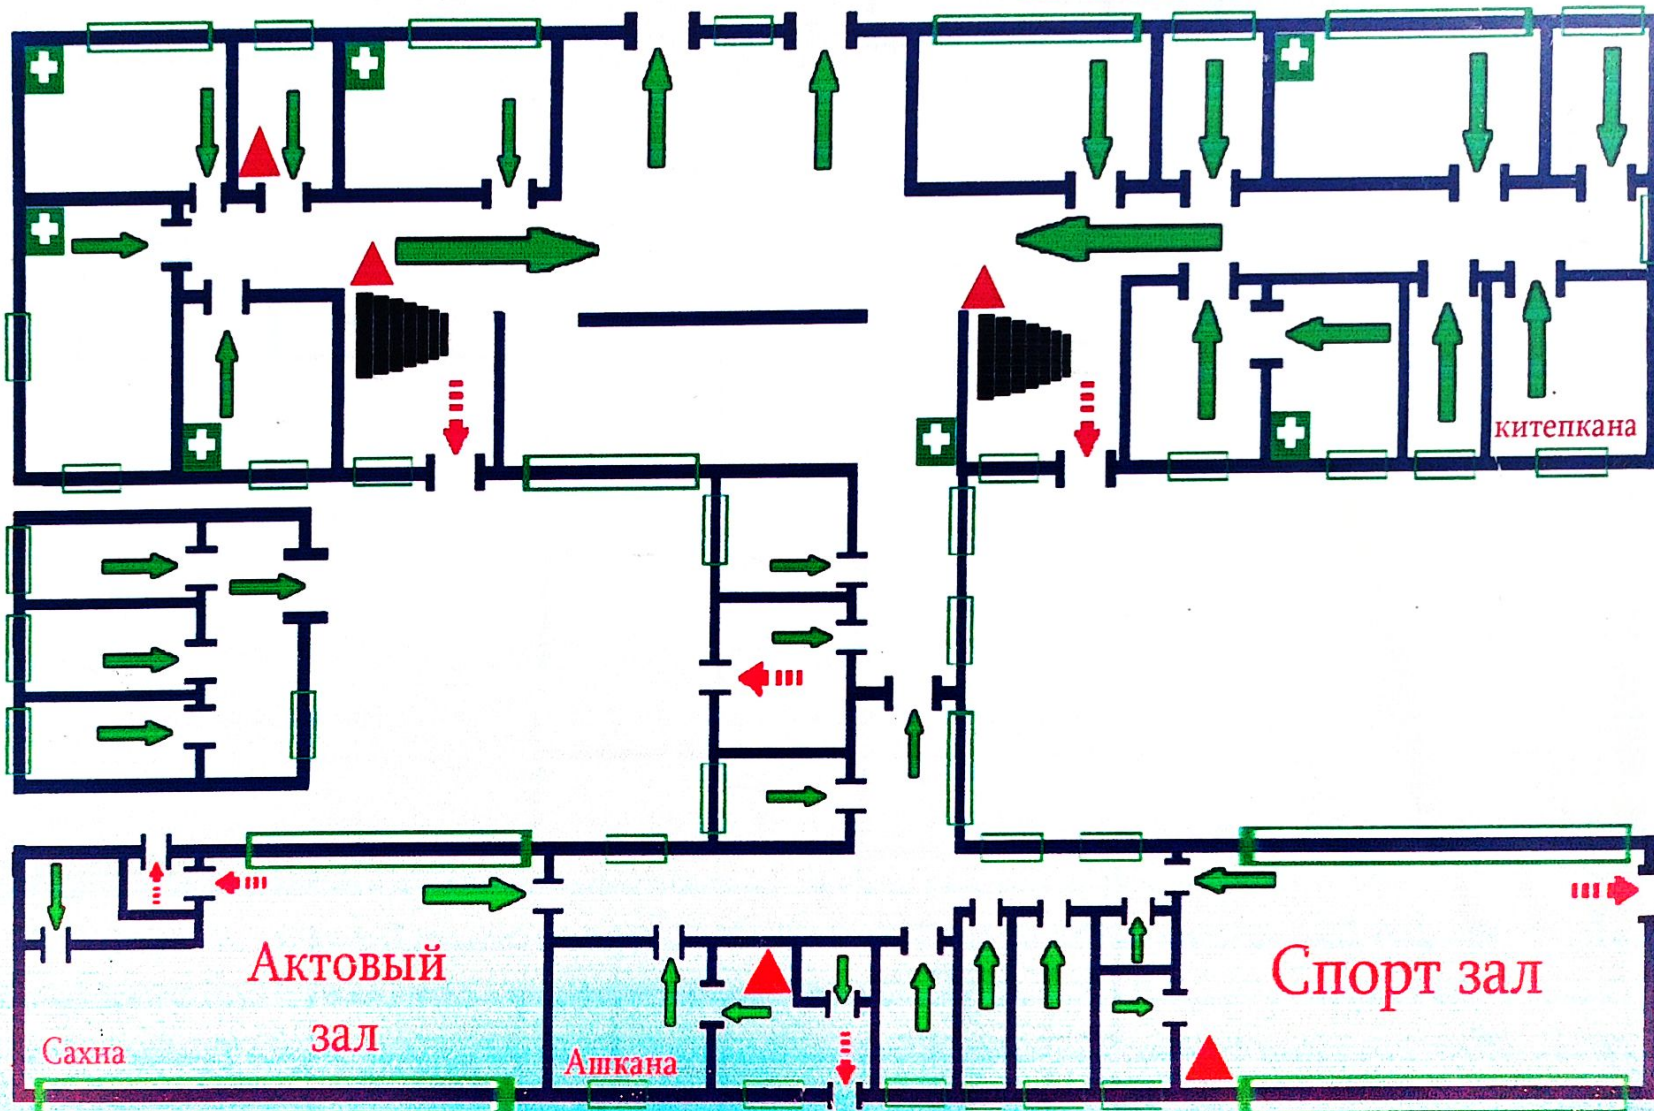 китепкана
Актовый
зал
Спорт зал
Сахна
Ашкана